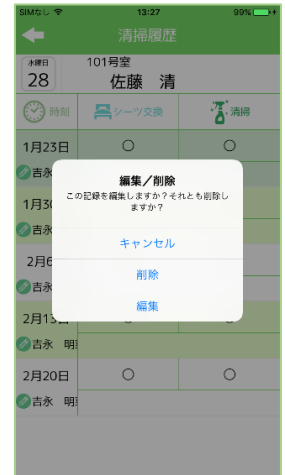 SIMなし 13:27 99%
清掃履歴
水曜日
28
101号室
佐藤 清
時刻 シーツ交換 清掃
1月23日 〇 〇
吉永
1月30
吉永
2月6
吉永
2月13日 〇 〇
吉永 明
2月20日 〇 〇
吉永 明
編集／削除
この記録を編集しますか？それとも削除し
ますか？
キャンセル
削除
編集